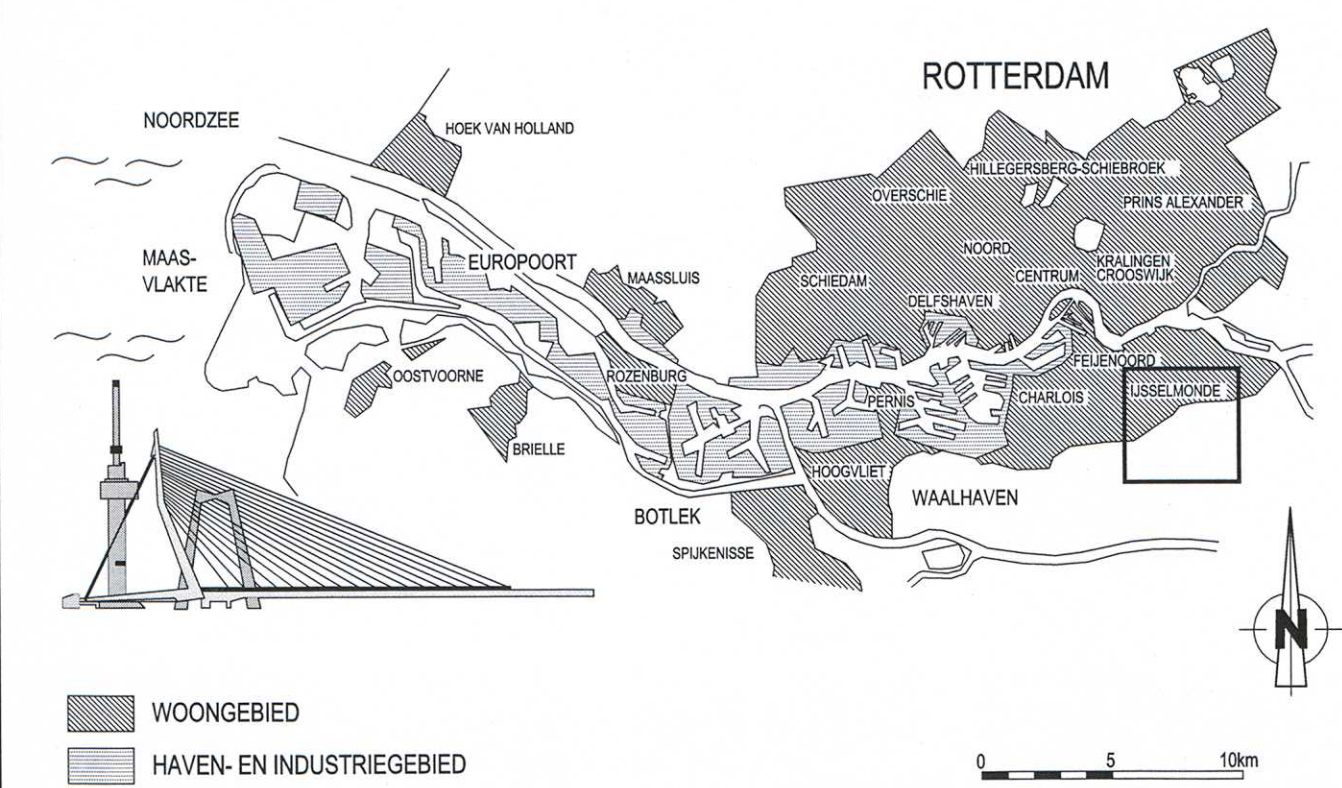 ROTTERDAM
NOORDZEE
HOEK VAN HOLLAND
HILLEGERSBERG-SCHIEBROEK
OVERSCHIE
PRINS ALEXANDER
MAAS-
VLAKTE
EUROPOORT
MAASSLUIS
SCHIEDAM
NOORD
CENTRUM
KRALINGEN
CROOSWIJK
DELFSHAVEN
FEIJENOORD
OOSTVOORNE
ROZENBURG
PERNIS
CHARLOIS
IJSSELMONDE
BRIELLE
HOOGVLIET
WAALHAVEN
BOTLEK
SPIJKENISSE
N
WOONGEBIED
HAVEN- EN INDUSTRIEGEBIED
0 5 10km